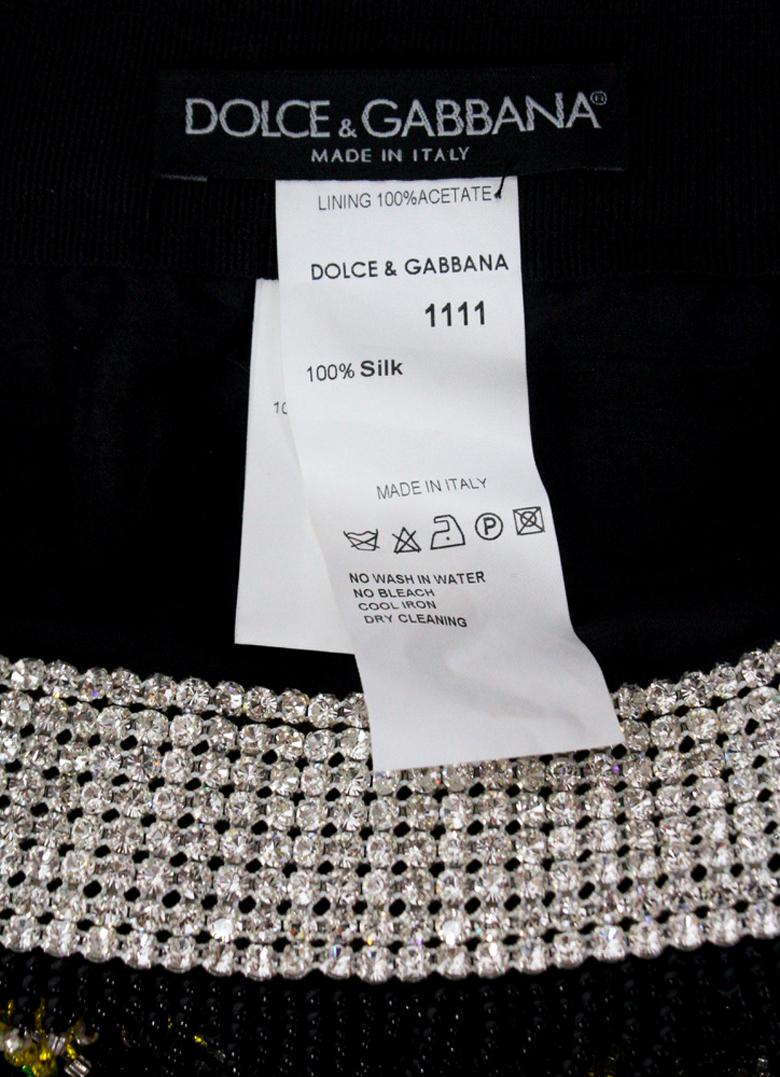 DOLCE & GABBANA®
MADE IN ITALY
LINING 100%ACETATE
DOLCE & GABBANA
1111
100% Silk
10
MADE IN ITALY
P
NO WASH IN WATER
NO BLEACH
COOL IRON
DRY CLEANING